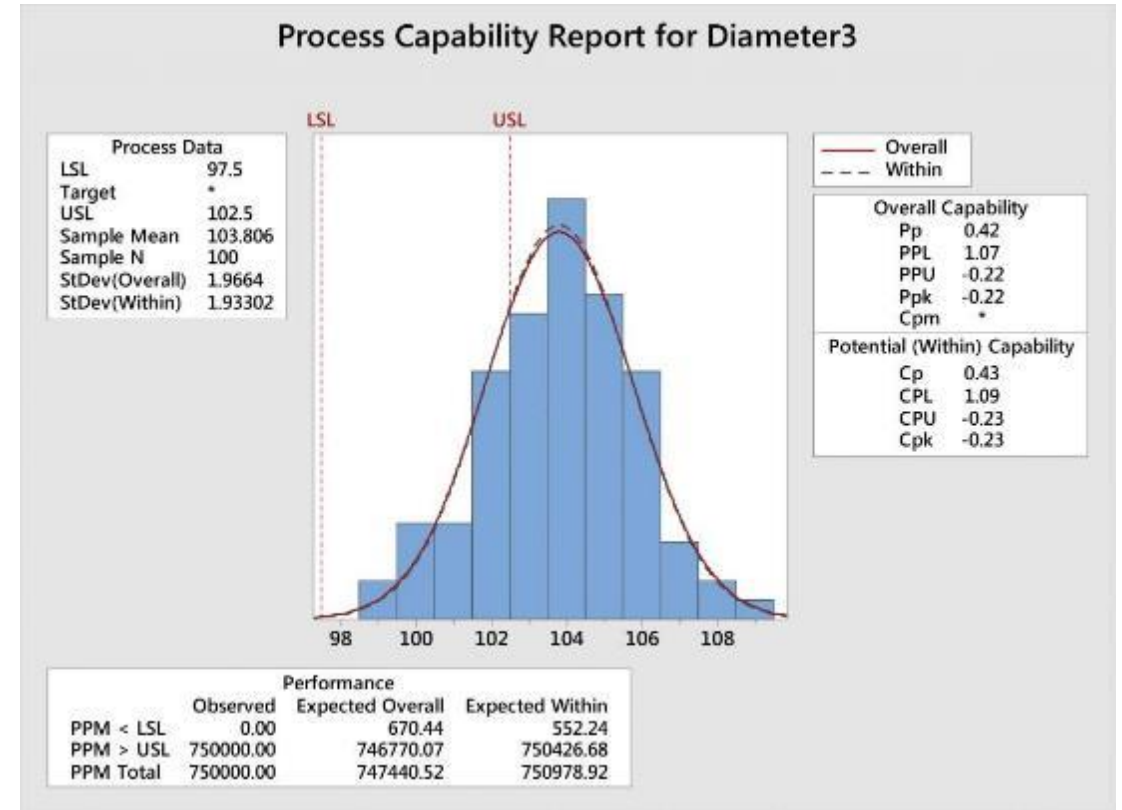 Process Capability Report for Diameter3
LSL
USL
Process Data
LSL 97.5
Target *
USL 102.5
Sample Mean 103.806
Sample N 100
StDev(Overall) 1.9664
StDev(Within) 1.93302
Overall
Within
Overall Capability
Pp 0.42
PPL 1.07
PPU -0.22
Ppk -0.22
Cpm *
Potential (Within) Capability
Cp 0.43
CPL 1.09
CPU -0.23
Cpk -0.23
98 100 102 104 106 108
Performance
Observed Expected Overall Expected Within
PPM < LSL 0.00 670.44 552.24
PPM > USL 750000.00 746770.07 750426.68
PPM Total 750000.00 747440.52 750978.92